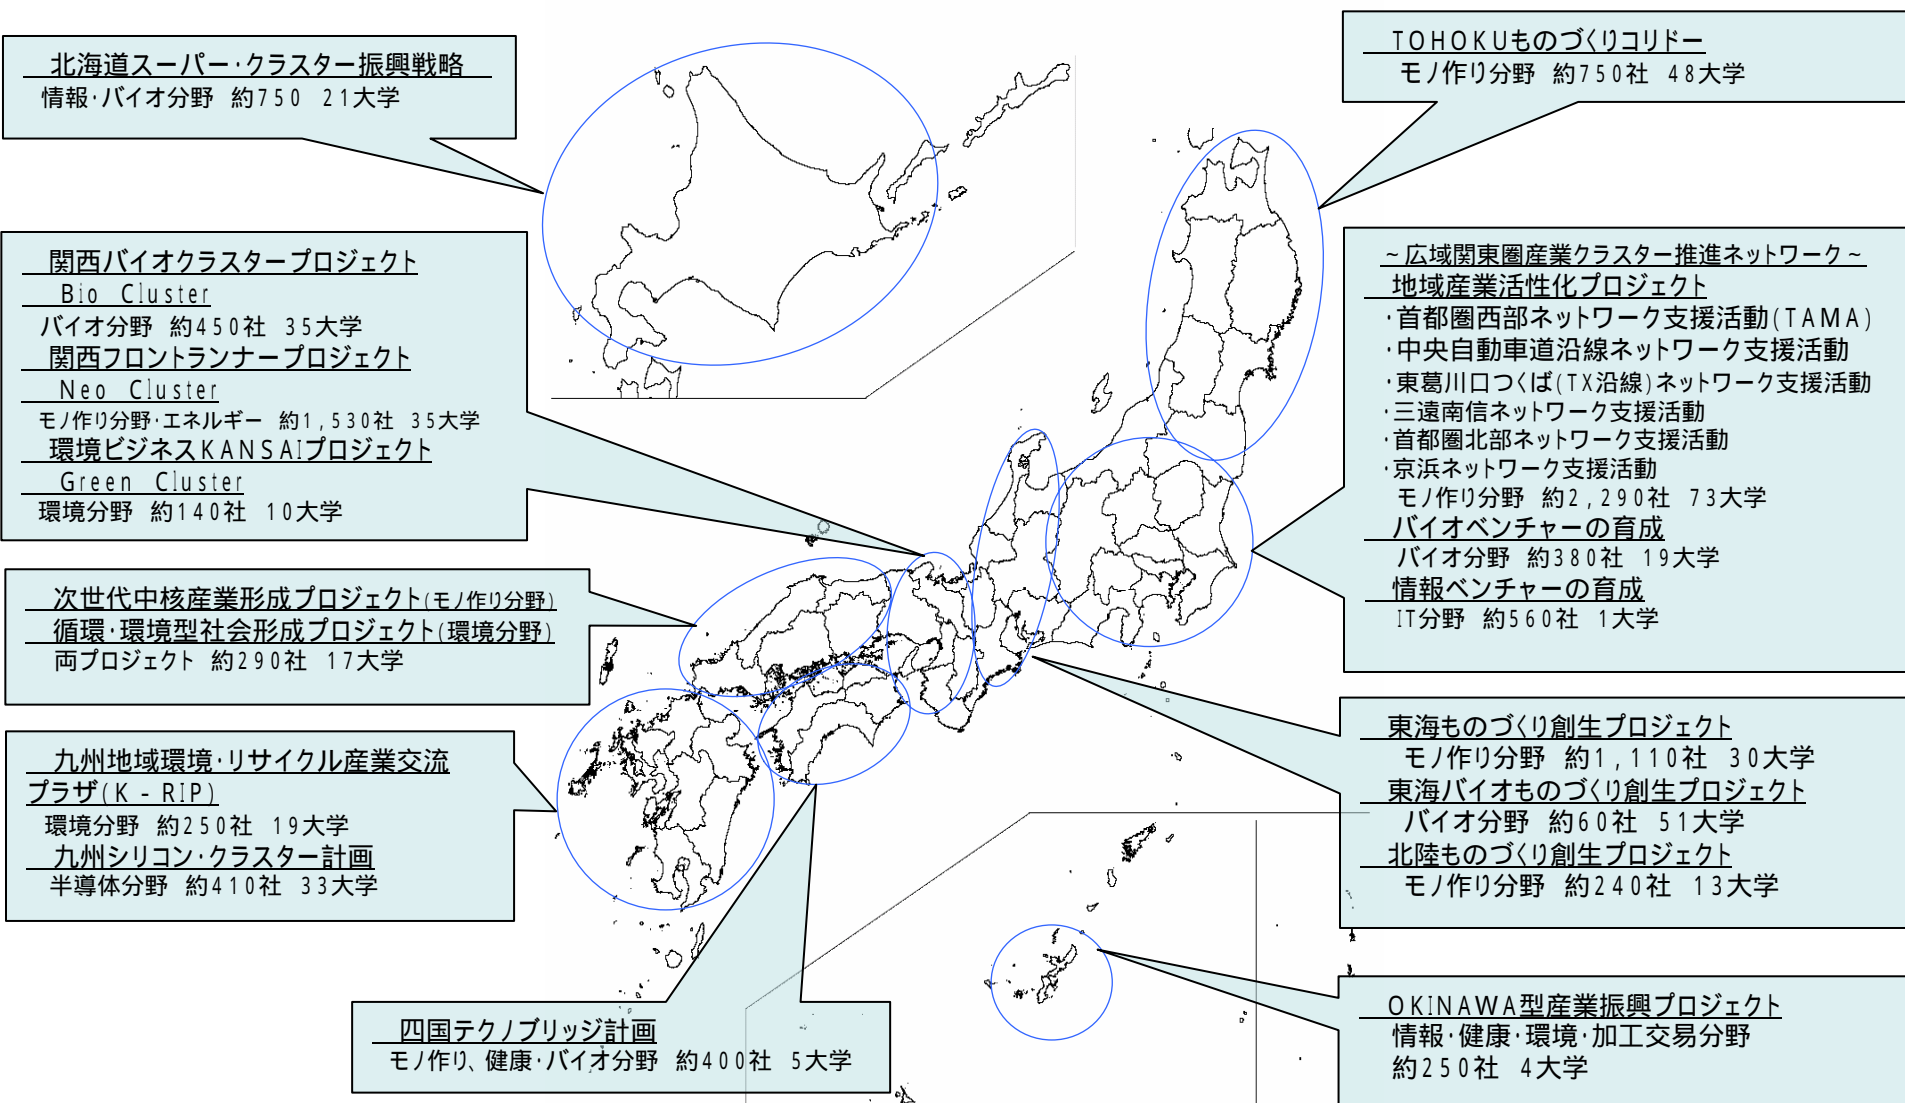 北海道スーパー・クラスター振興戦略
情報・バイオ分野 約750 21大学
TOHOKUものづくりコリドー
モノ作り分野 約750社 48大学
関西バイオクラスタープロジェクト
Bio Cluster
バイオ分野 約450社 35大学
関西フロントランナープロジェクト
Neo Cluster
モノ作り分野・エネルギー 約1,530社 35大学
環境ビジネスKANSAIプロジェクト
Green Cluster
環境分野 約140社 10大学
~広域関東圏産業クラスター推進ネットワーク~
地域産業活性化プロジェクト
・首都圏西部ネットワーク支援活動(TAMA)
・中央自動車道沿線ネットワーク支援活動
・東葛川口つくば(TX沿線)ネットワーク支援活動
・三遠南信ネットワーク支援活動
・首都圏北部ネットワーク支援活動
・京浜ネットワーク支援活動
モノ作り分野 約2,290社 73大学
バイオベンチャーの育成
バイオ分野 約380社 19大学
情報ベンチャーの育成
IT分野 約560社 1大学
次世代中核産業形成プロジェクト(モノ作り分野)
循環・環境型社会形成プロジェクト(環境分野)
両プロジェクト 約290社 17大学
九州地域環境・リサイクル産業交流
プラザ(K-RIP)
環境分野 約250社 19大学
九州シリコン・クラスター計画
半導体分野 約410社 33大学
東海ものづくり創生プロジェクト
モノ作り分野 約1,110社 30大学
東海バイオものづくり創生プロジェクト
バイオ分野 約60社 51大学
北陸ものづくり創生プロジェクト
モノ作り分野 約240社 13大学
四国テクノブリッジ計画
モノ作り、健康・バイオ分野 約400社 5大学
OKINAWA型産業振興プロジェクト
情報・健康・環境・加工交易分野
約250社 4大学